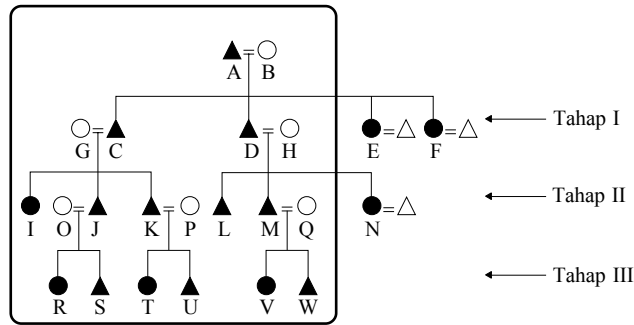 A = B
G = C D = H E = F =
Tahap I
I O = J K = P L M = Q N =
Tahap II
R S T U V W
Tahap III